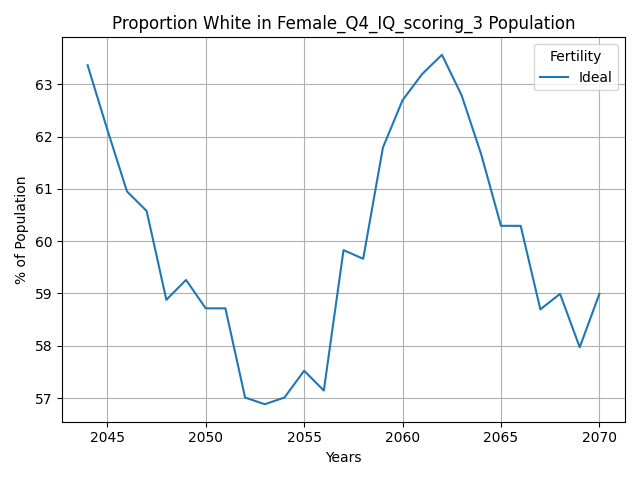 Proportion White in Female_Q4_IQ_scoring_3 Population
Fertility
Ideal
% of Population
63
62
61
60
59
58
57
2045
2050
2055
2060
2065
2070
Years